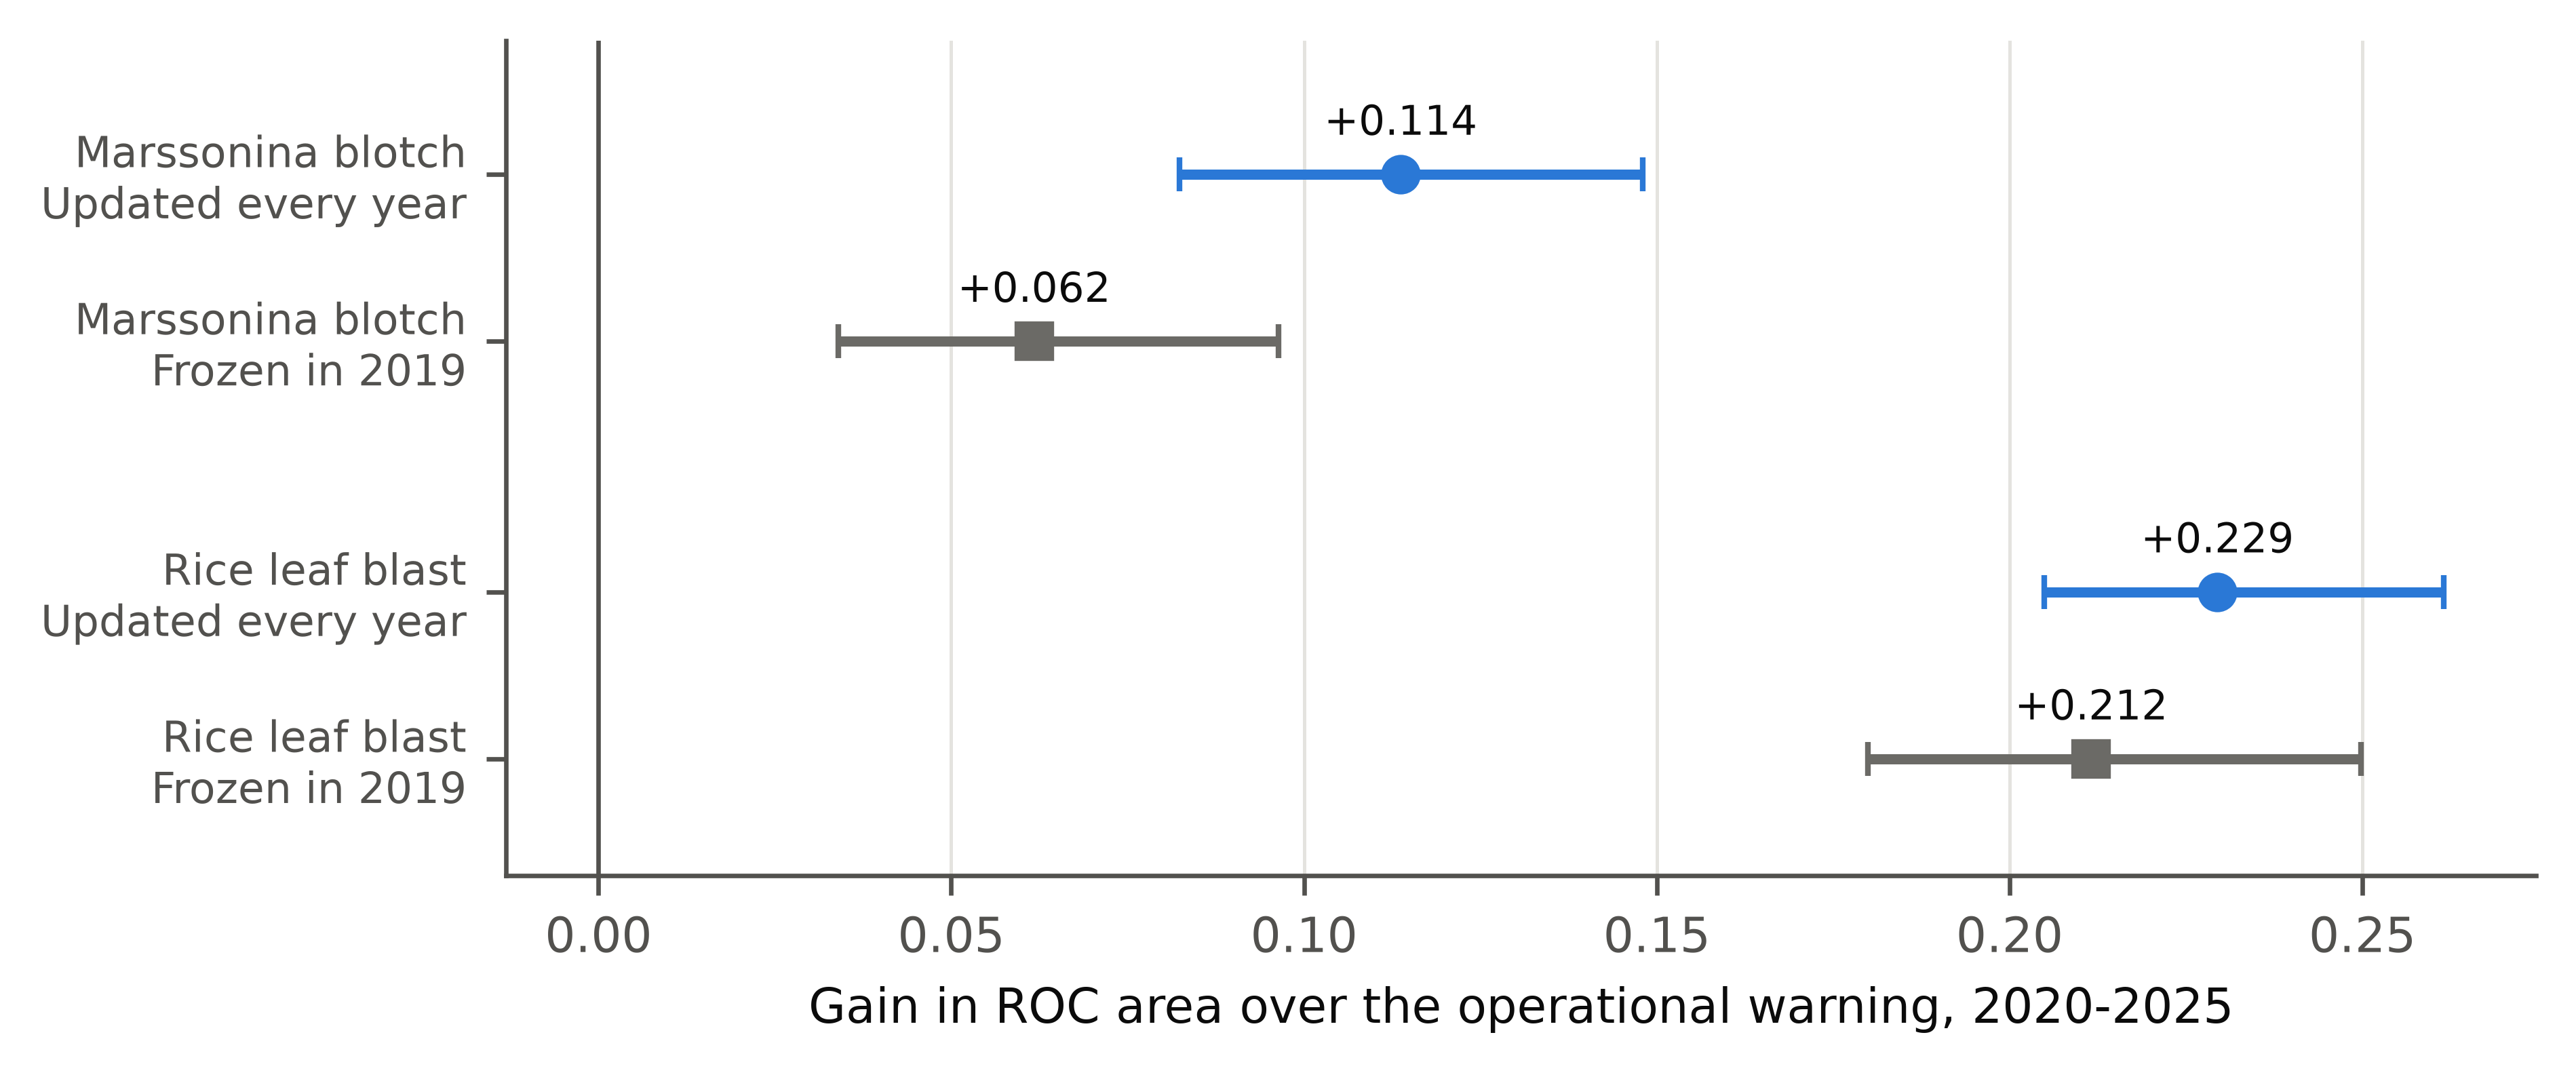 +0.114
Marssonina blotch
Updated every year
+0.062
Marssonina blotch
Frozen in 2019
+0.229
Rice leaf blast
Updated every year
+0.212
Rice leaf blast
Frozen in 2019
0.00 0.05 0.10 0.15 0.20 0.25
Gain in ROC area over the operational warning, 2020-2025